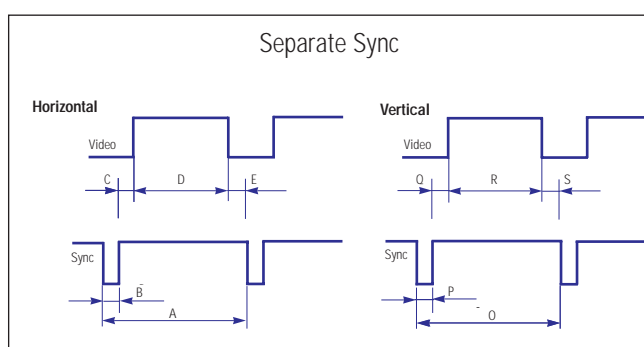 Separate Sync
Horizontal
Vertical
Video
Video
C
D
E
Q
R
S
Sync
Sync
B
P
A
O